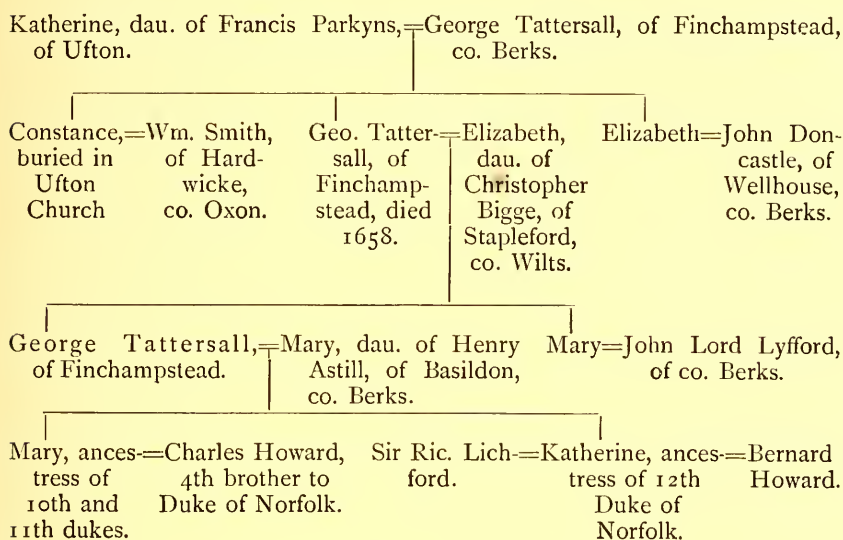 Katherine, dau. of Francis Parkyns,=George Tattersall, of Finchampstead,
of Ufton. co. Berks.
Constance,=Wm. Smith, Geo. Tatter-=Elizabeth, Elizabeth=John Don-
buried in of Hard- sall, of dau. of castle, of
Ufton wicke, Finchamp- Christopher Wellhouse,
Church co. Oxon. stead, died Bigge, of co. Berks.
1658. Stapleford,
co. Wilts.
George Tattersall,=Mary, dau. of Henry Mary=John Lord Lyfford,
of Finchampstead. Astill, of Basildon, of co. Berks.
co. Berks.
Mary, ances-=Charles Howard, Sir Ric. Lich-=Katherine, ances-=Bernard
tress of 4th brother to ford. tress of 12th Howard.
10th and Duke of Norfolk. Duke of
11th dukes. Norfolk.